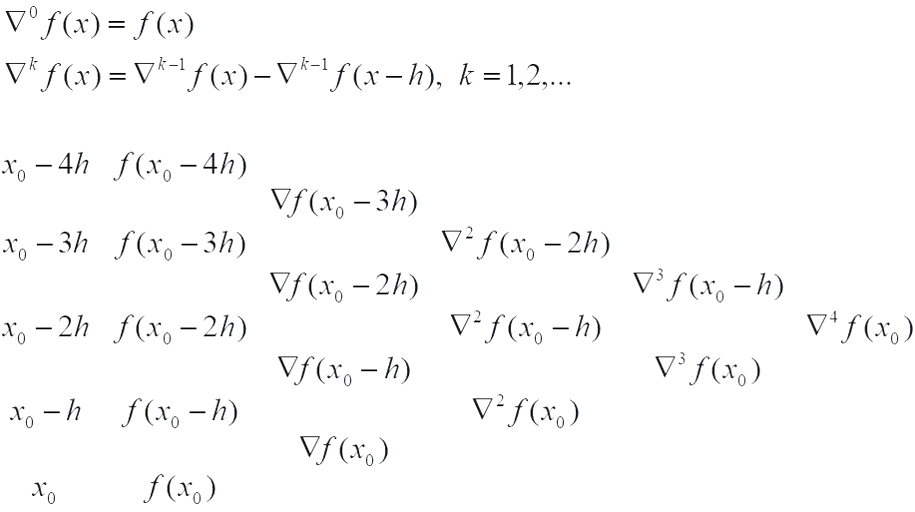 ∇⁰f(x) = f(x)
∇ᵏf(x) = ∇ᵏ⁻¹f(x) − ∇ᵏ⁻¹f(x − h), k = 1,2,...
x₀ − 4h f(x₀ − 4h)
∇f(x₀ − 3h)
x₀ − 3h f(x₀ − 3h) ∇²f(x₀ − 2h)
∇f(x₀ − 2h) ∇³f(x₀ − h)
x₀ − 2h f(x₀ − 2h) ∇²f(x₀ − h) ∇⁴f(x₀)
∇f(x₀ − h) ∇³f(x₀)
x₀ − h f(x₀ − h) ∇²f(x₀)
∇f(x₀)
x₀ f(x₀)